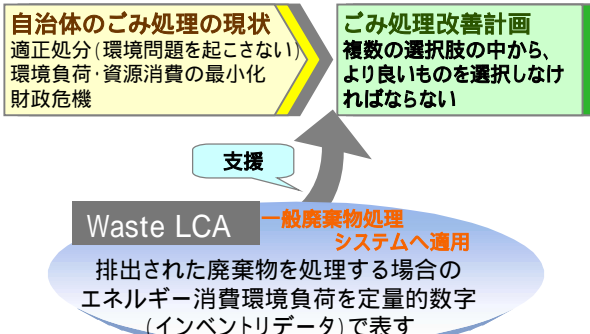 自治体のごみ処理の現状
適正処分(環境問題を起こさない)
環境負荷・資源消費の最小化
財政危機
ごみ処理改善計画
複数の選択肢の中から、
より良いものを選択しなけ
ればならない
支援
Waste LCA
一般廃棄物処理
システムへ適用
排出された廃棄物を処理する場合の
エネルギー消費環境負荷を定量的数字
(インベントリデータ)で表す